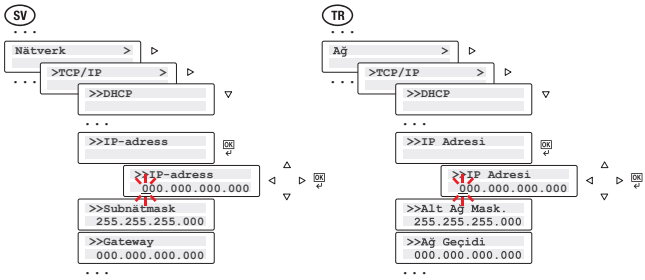 SV
. . .
Nätverk >
>TCP/IP >
. . .
>>DHCP
. . .
>>IP-adress
OK
>>IP-adress
000.000.000.000
OK
>>Subnätmask
255.255.255.000
>>Gateway
000.000.000.000
. . .
TR
. . .
Ağ >
>TCP/IP >
. . .
>>DHCP
. . .
>>IP Adresi
OK
>>IP Adresi
000.000.000.000
OK
>>Alt Ağ Mask.
255.255.255.000
>>Ağ Geçidi
000.000.000.000
. . .